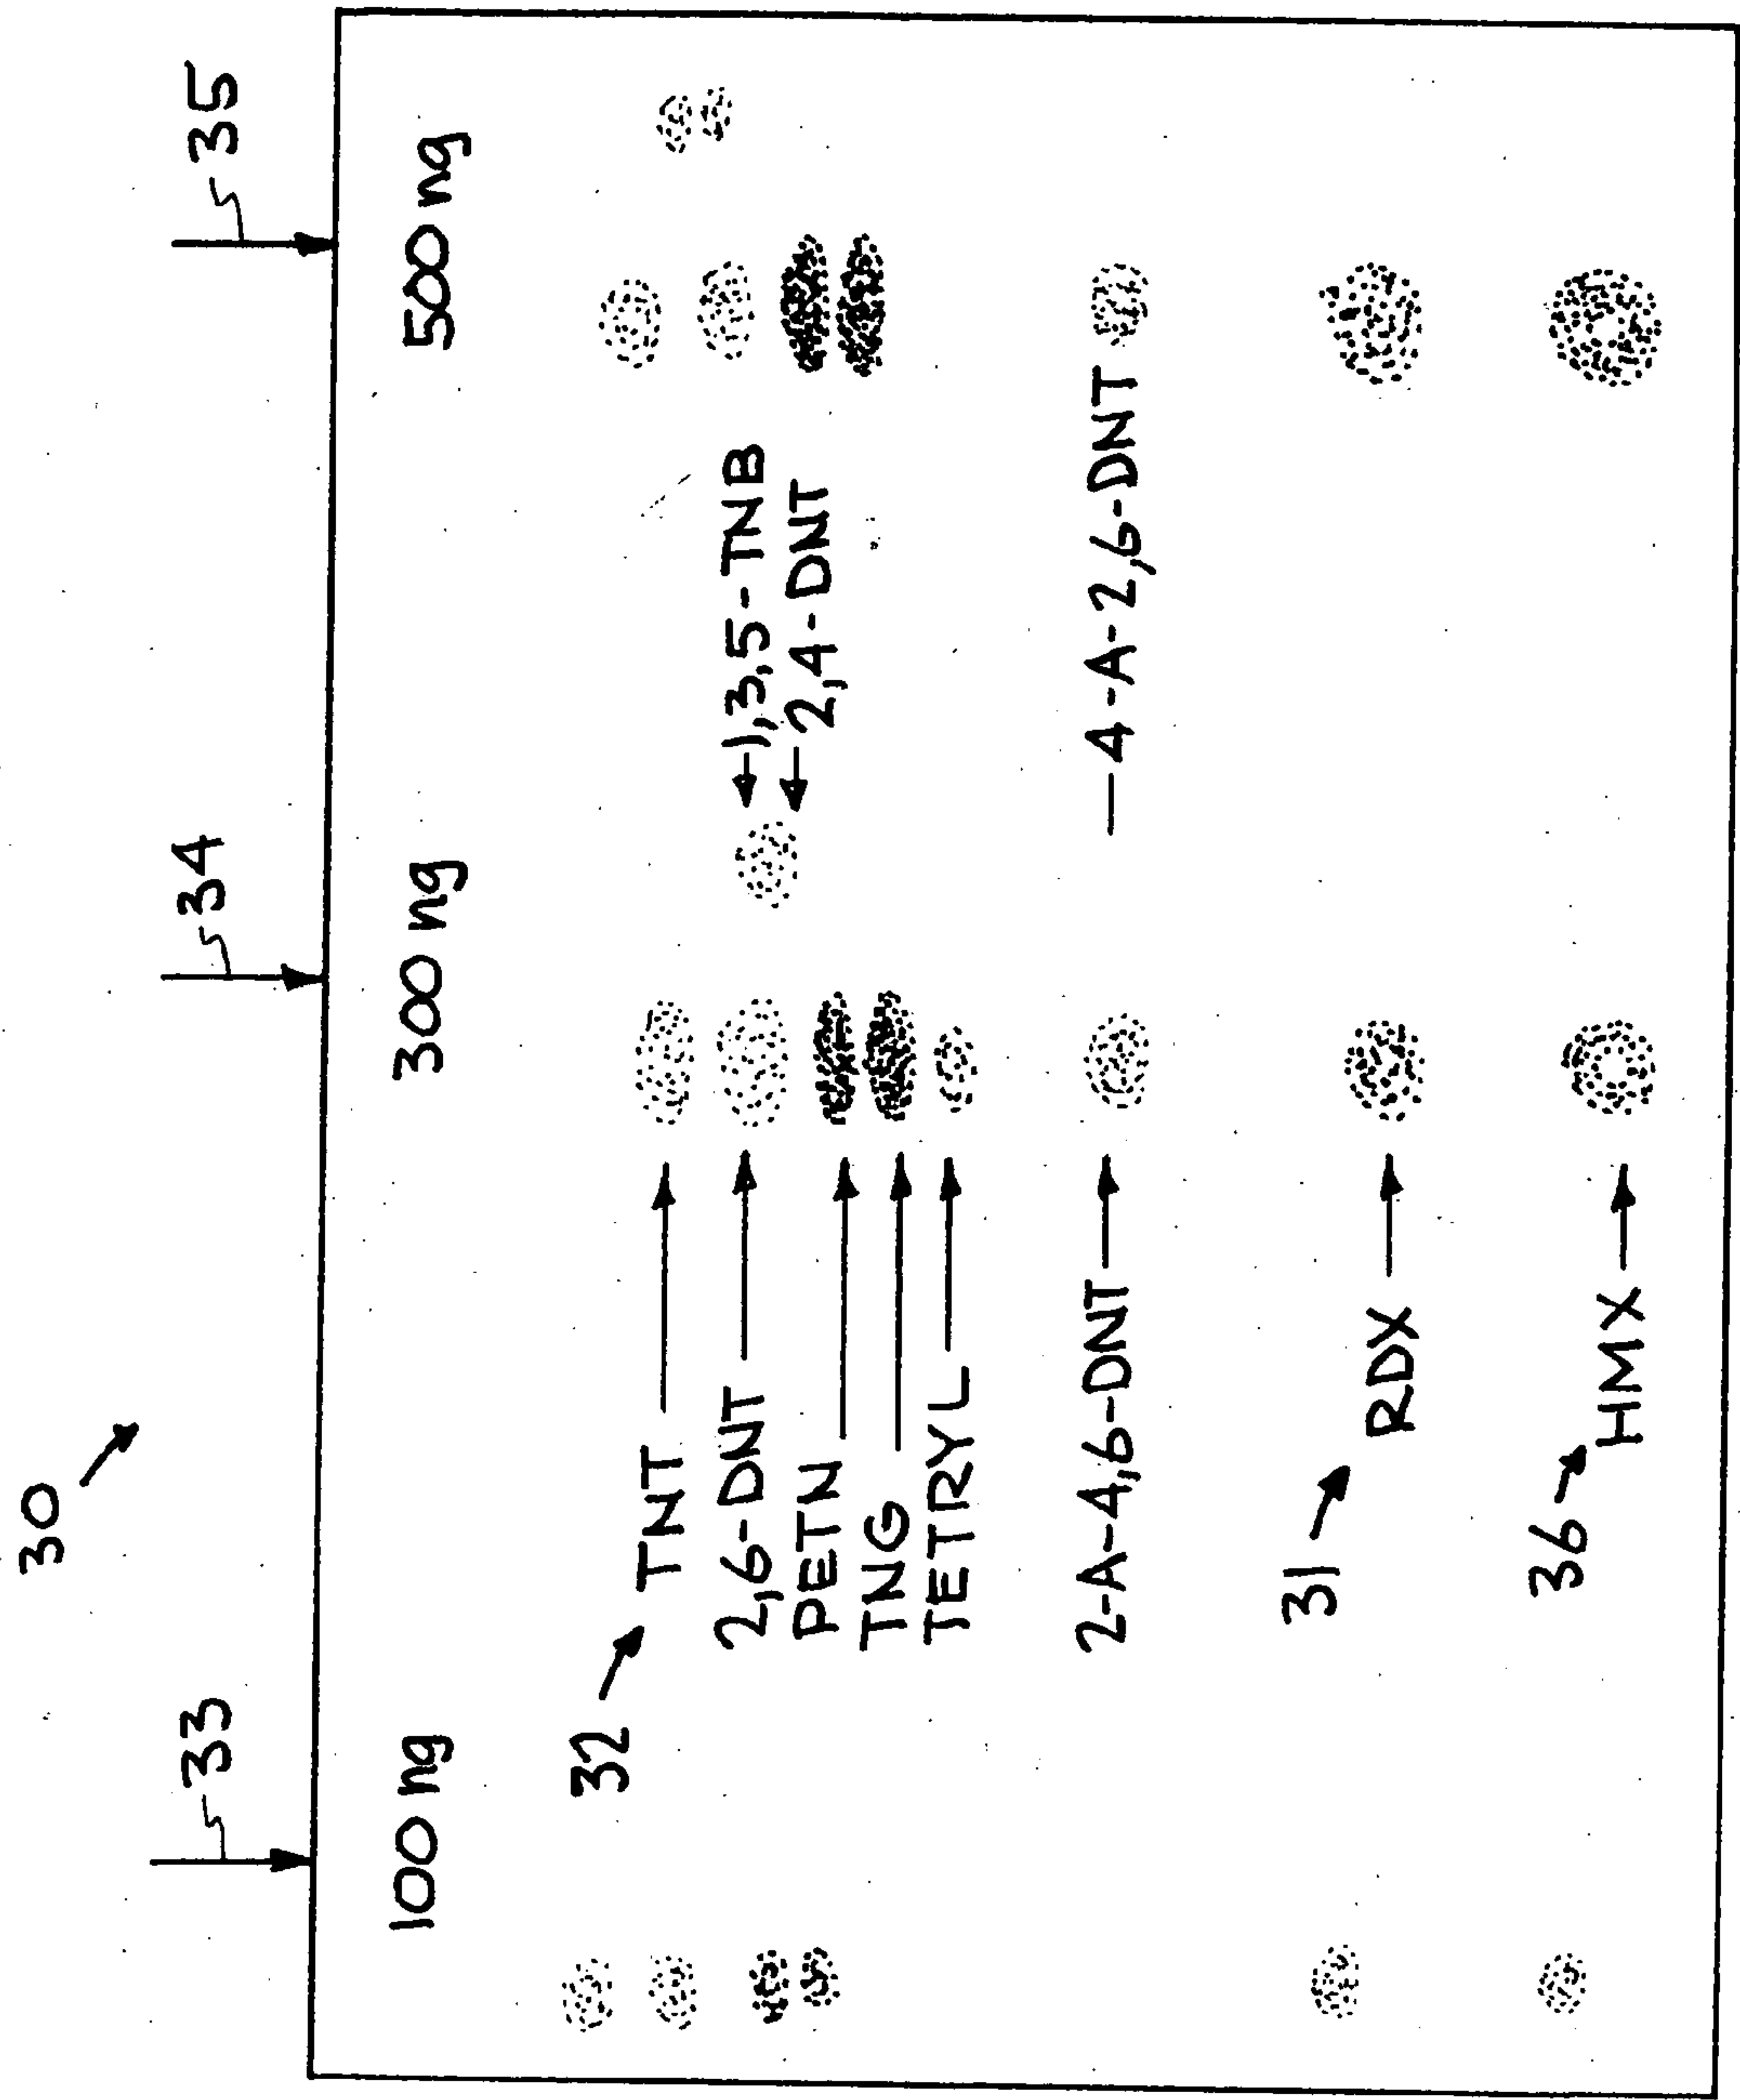 30
33
34
35
100 ng
300 ng
500 ng
32
TNT
2,6-DNT
PETN
TNG
TETRYL
1,3,5-TNB
2,4-DNT
2-A-4,6-DNT
4-A-2,6-DNT
31
RDX
36
HMX